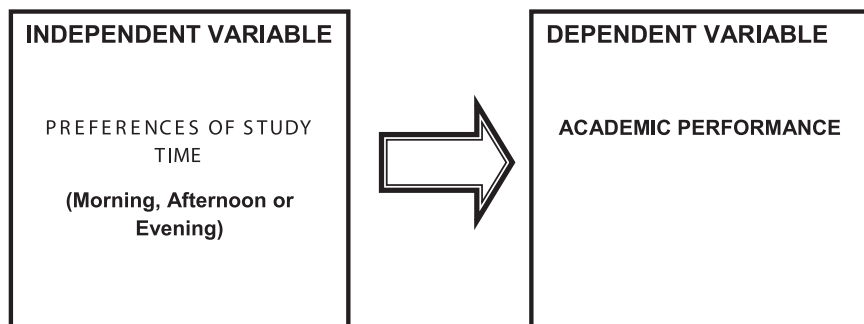 INDEPENDENT VARIABLE
PREFERENCES OF STUDY
TIME
(Morning, Afternoon or
Evening)
DEPENDENT VARIABLE
ACADEMIC PERFORMANCE